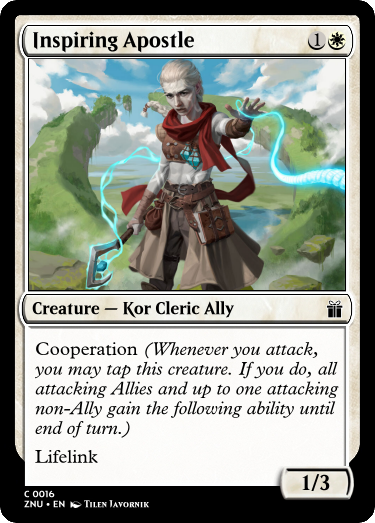 Inspiring Apostle 1
Creature — Kor Cleric Ally
Cooperation (Whenever you attack,
you may tap this creature. If you do, all
attacking Allies and up to one attacking
non-Ally gain the following ability until
end of turn.)
Lifelink
1/3
C 0016
ZNU • EN Tilen Javornik